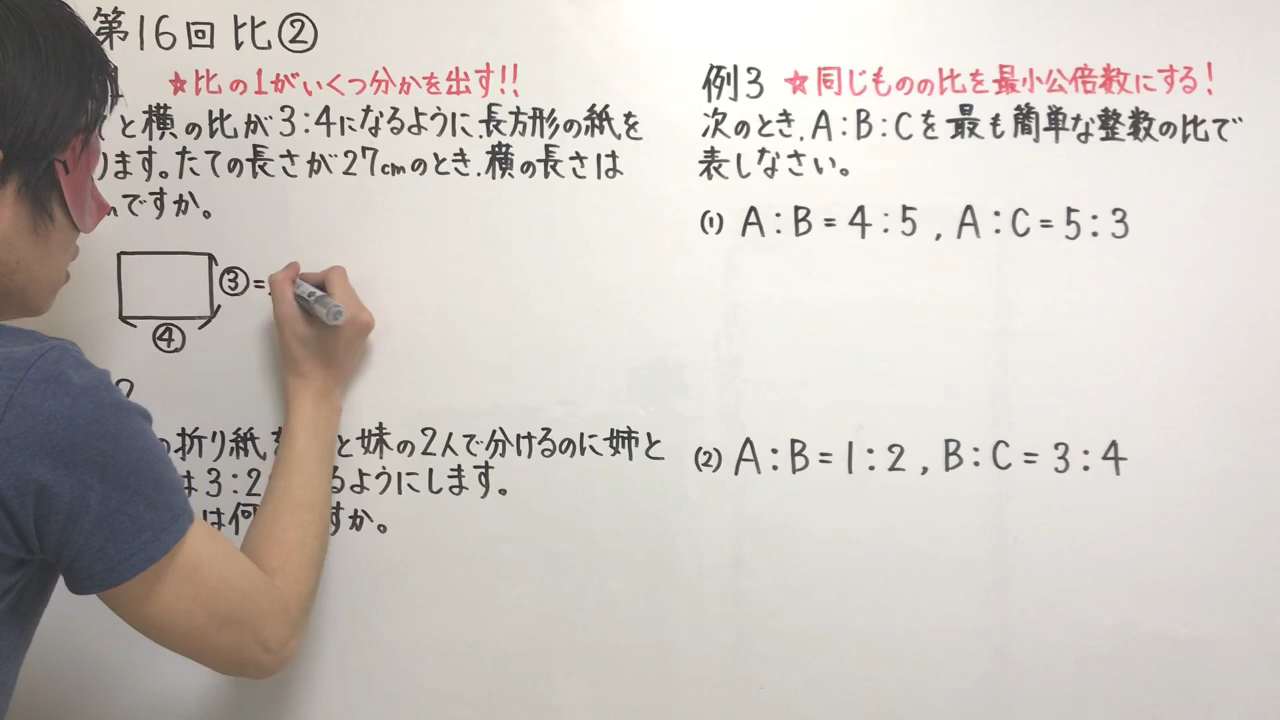 第16回 比②
1 ★比の1がいくつ分かを出す!!
と横の比が3:4になるように長方形の紙を
ります。たての長さが27cmのとき、横の長さは
ですか。
③=
④
2
折り紙を と妹の2人で分けるのに姉と
は3:2 るようにします。
は何 すか。
例3 ★同じものの比を最小公倍数にする!
次のとき、A:B:Cを最も簡単な整数の比で
表しなさい。
(1) A:B=4:5, A:C=5:3
(2) A:B=1:2, B:C=3:4